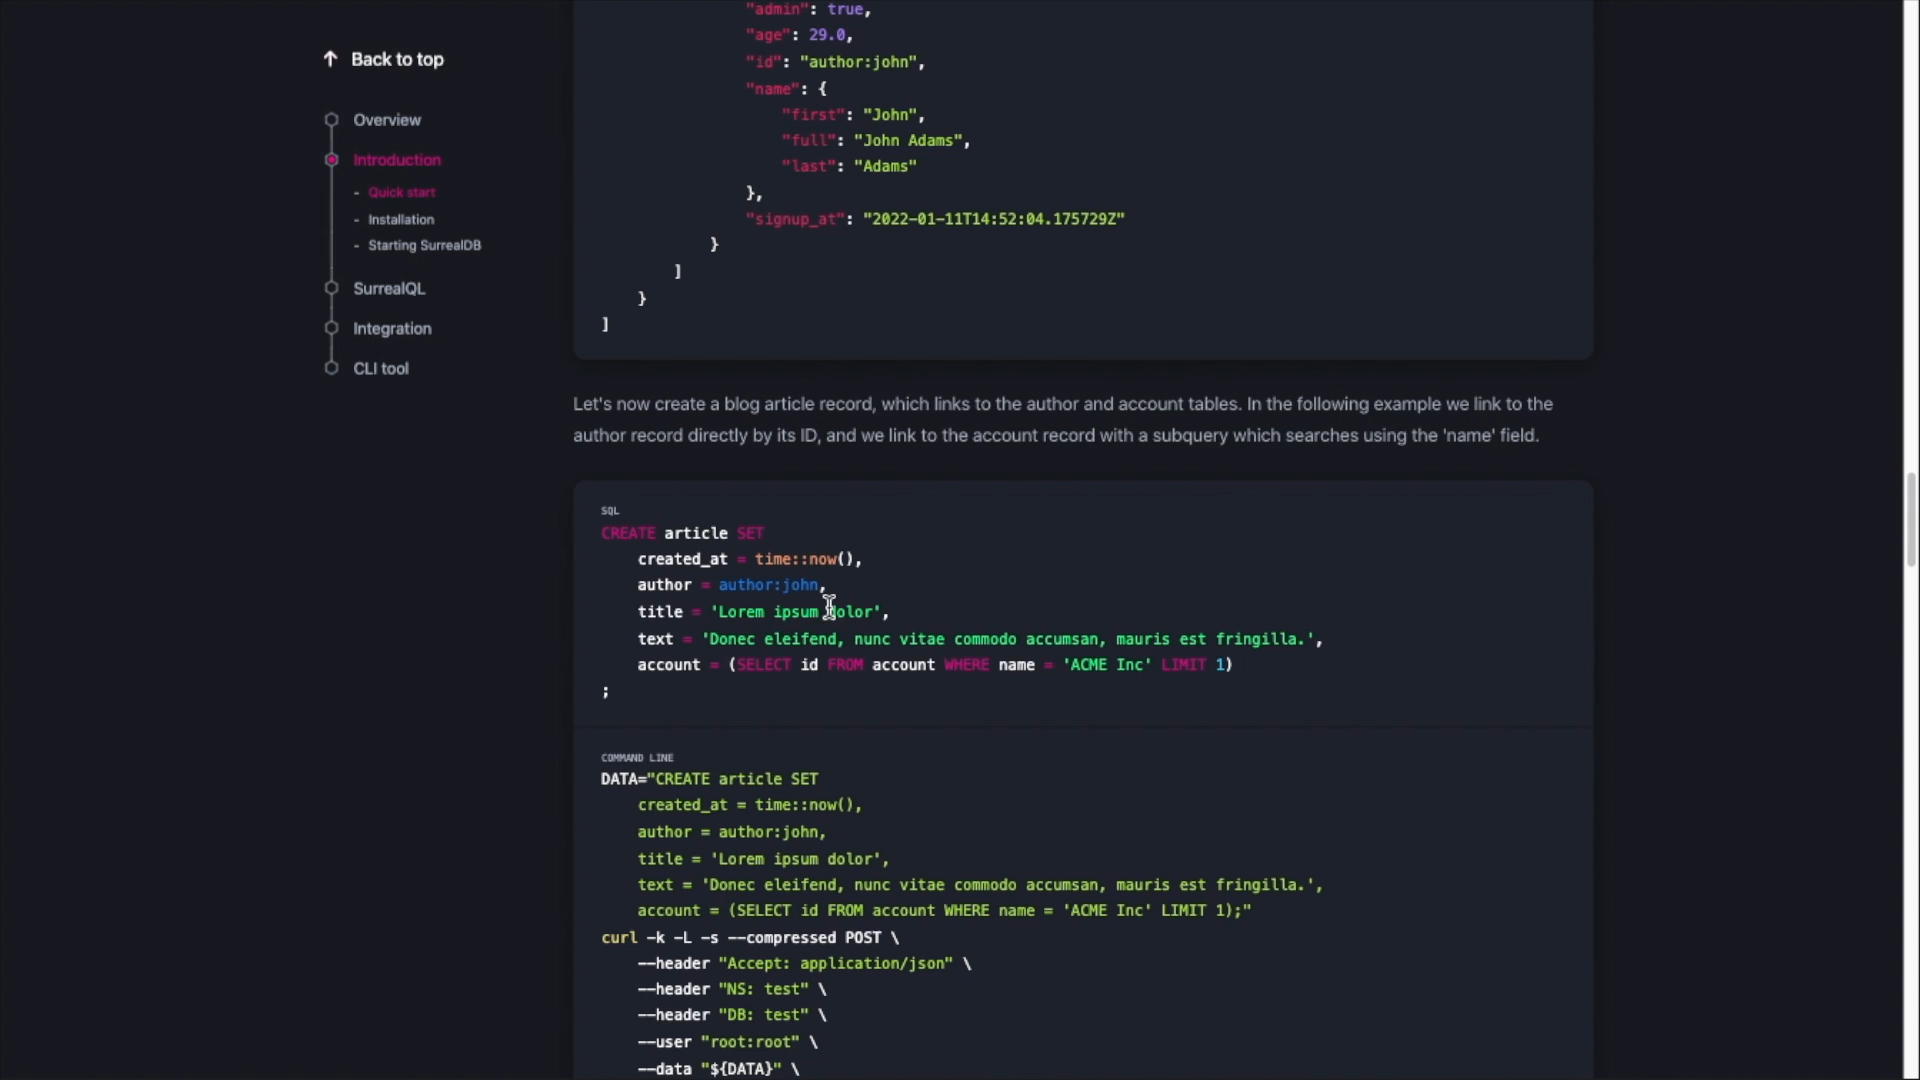 Back to top
Overview
Introduction
- Quick start
- Installation
- Starting SurrealDB
SurrealQL
Integration
CLI tool
"admin": true,
"age": 29.0,
"id": "author:john",
"name": {
"first": "John",
"full": "John Adams",
"last": "Adams"
},
"signup_at": "2022-01-11T14:52:04.175729Z"
}
]
}
]
Let's now create a blog article record, which links to the author and account tables. In the following example we link to the
author record directly by its ID, and we link to the account record with a subquery which searches using the 'name' field.
SQL
CREATE article SET
created_at = time::now(),
author = author:john,
title = 'Lorem ipsum dolor',
text = 'Donec eleifend, nunc vitae commodo accumsan, mauris est fringilla.',
account = (SELECT id FROM account WHERE name = 'ACME Inc' LIMIT 1)
;
COMMAND LINE
DATA="CREATE article SET
created_at = time::now(),
author = author:john,
title = 'Lorem ipsum dolor',
text = 'Donec eleifend, nunc vitae commodo accumsan, mauris est fringilla.',
account = (SELECT id FROM account WHERE name = 'ACME Inc' LIMIT 1);"
curl -k -L -s --compressed POST \
--header "Accept: application/json" \
--header "NS: test" \
--header "DB: test" \
--user "root:root" \
--data "${DATA}" \